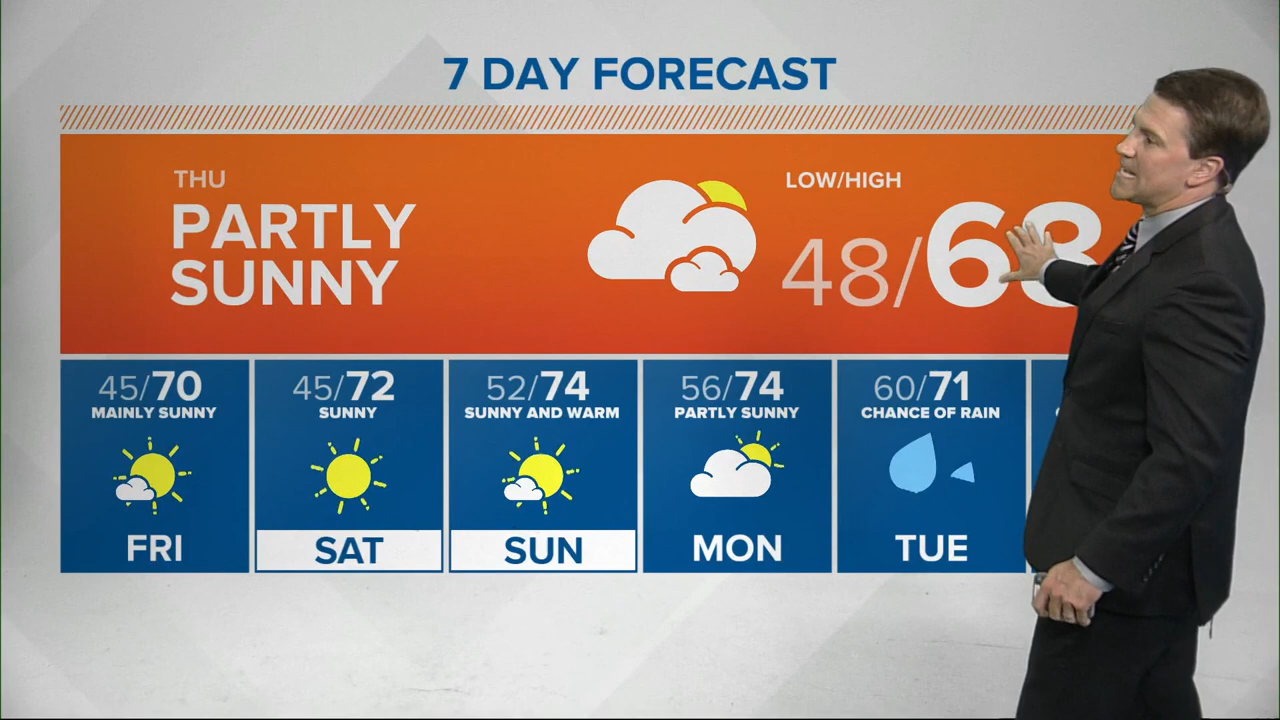 7 DAY FORECAST
THU
PARTLY
SUNNY
LOW/HIGH
48/68
45/70
MAINLY SUNNY
FRI
45/72
SUNNY
SAT
52/74
SUNNY AND WARM
SUN
56/74
PARTLY SUNNY
MON
60/71
CHANCE OF RAIN
TUE